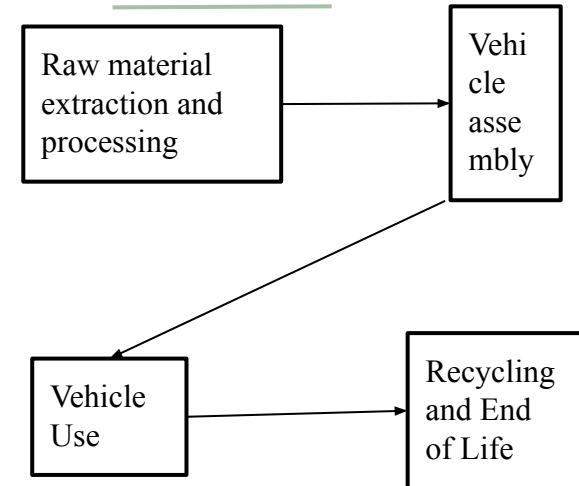 Raw material
extraction and
processing
Vehi
cle
asse
mbly
Vehicle
Use
Recycling
and End
of Life